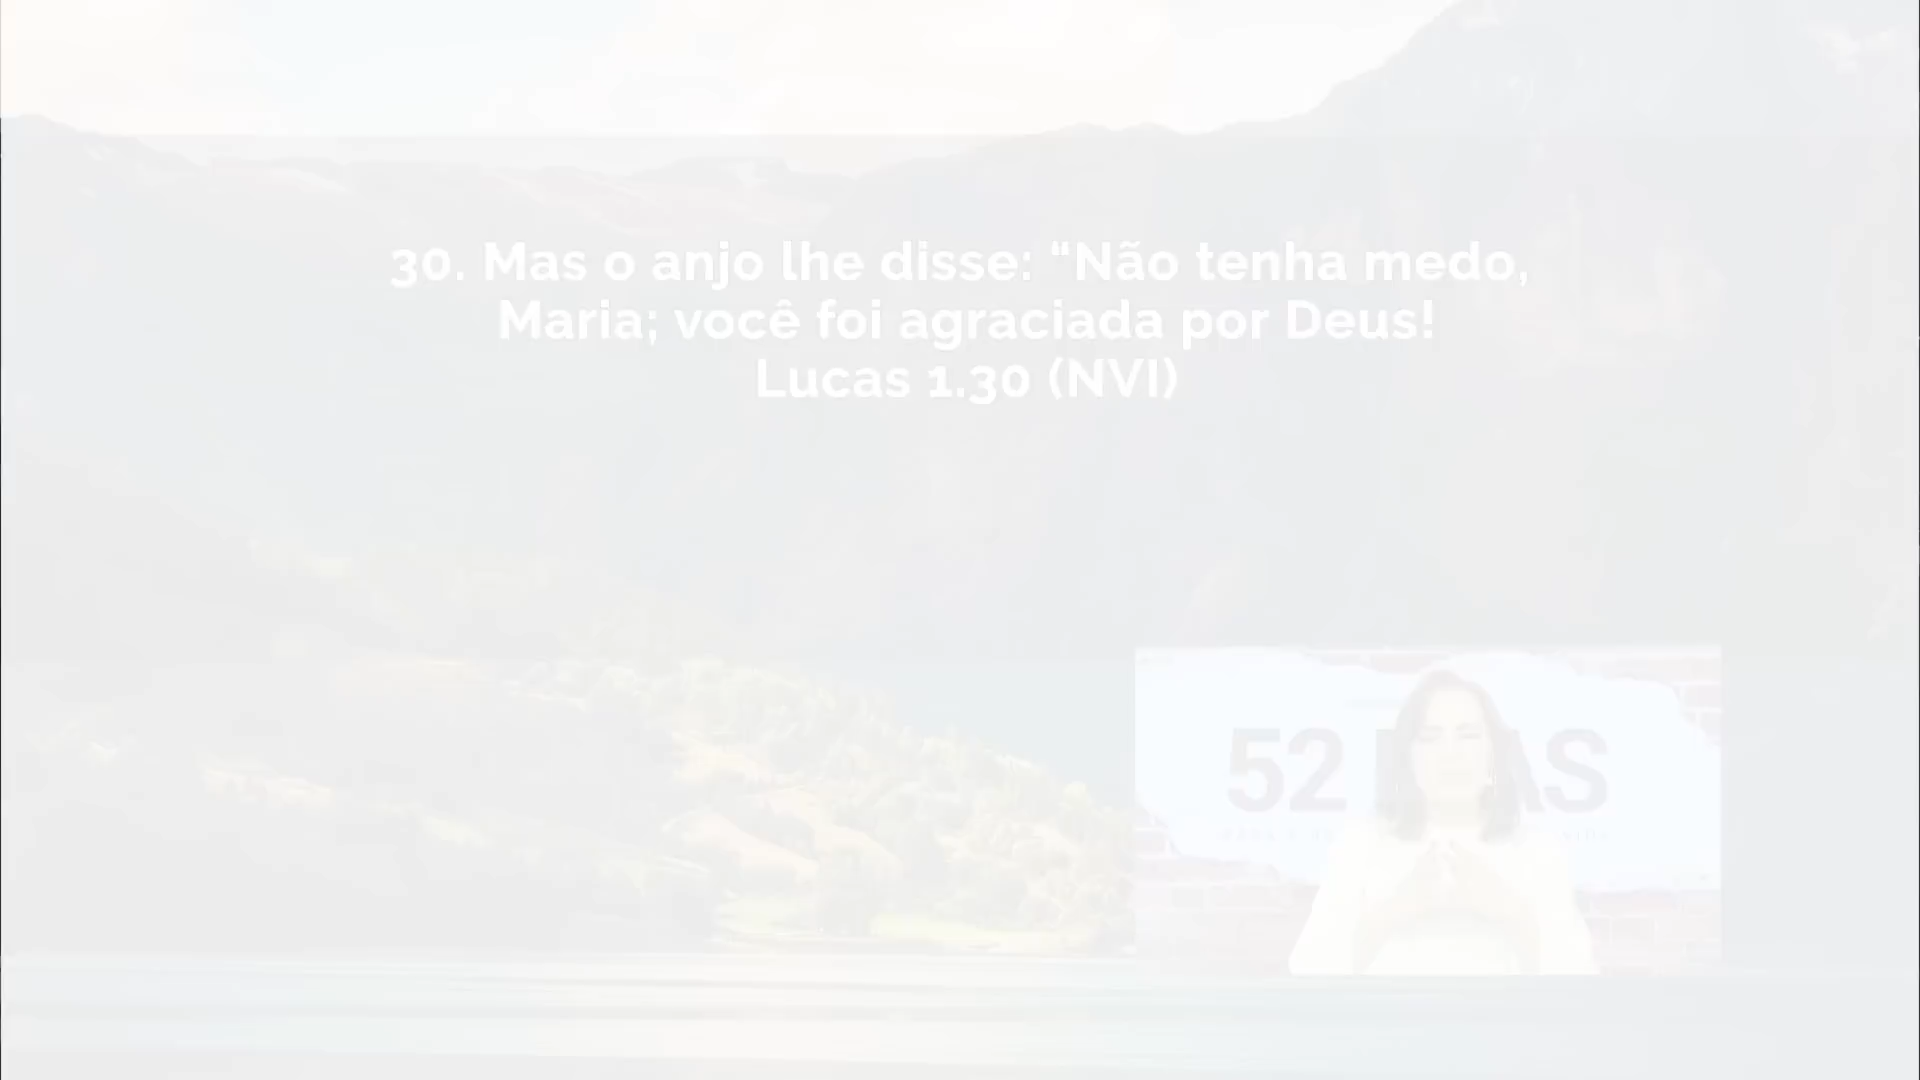 30. Mas o anjo lhe disse: “Não tenha medo,
Maria; você foi agraciada por Deus!
Lucas 1.30 (NVI)
52 AS